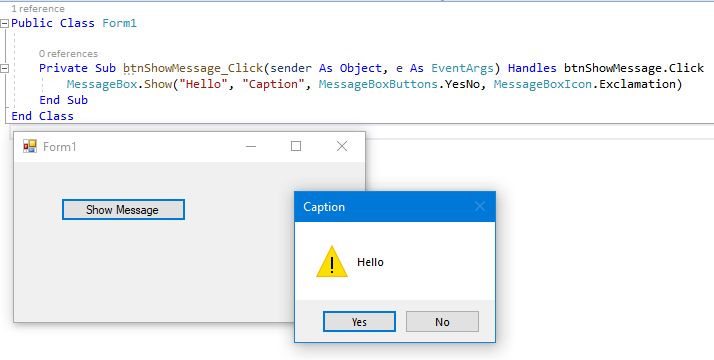 1 reference
Public Class Form1
0 references
Private Sub btnShowMessage_Click(sender As Object, e As EventArgs) Handles btnShowMessage.Click
MessageBox.Show("Hello", "Caption", MessageBoxButtons.YesNo, MessageBoxIcon.Exclamation)
End Sub
End Class
Form1
Show Message
Caption
Hello
Yes No